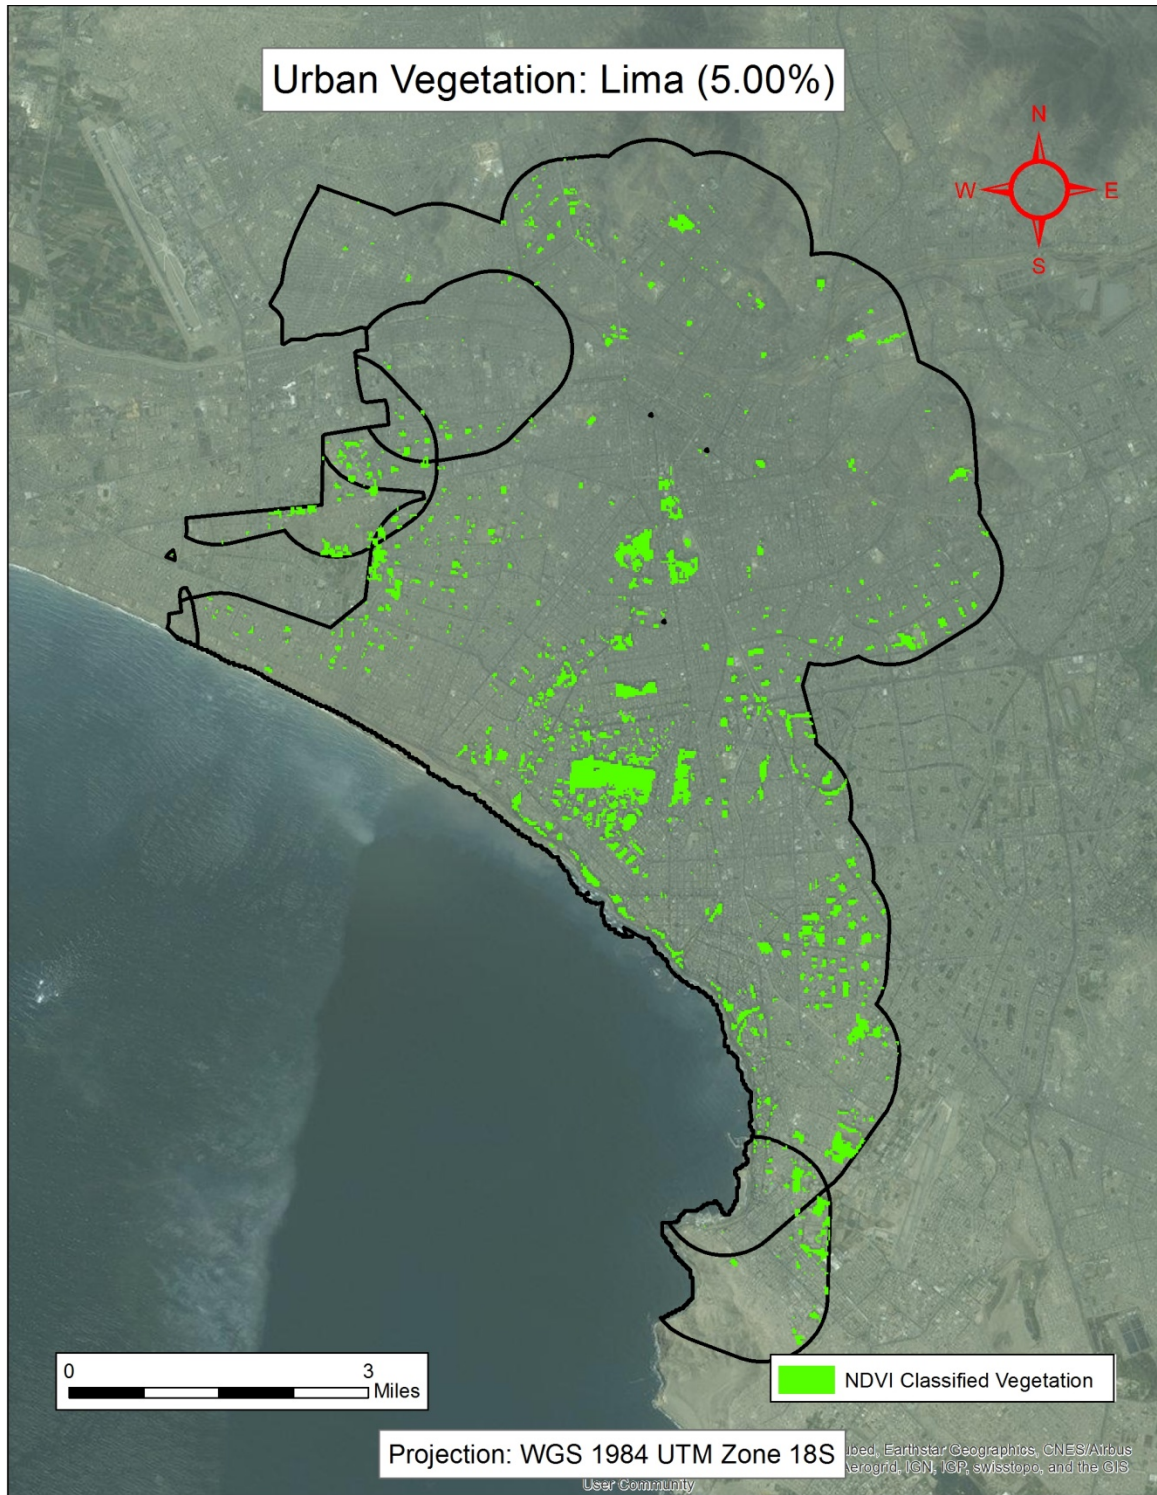 Urban Vegetation: Lima (5.00%)
N
W E
S
0 3
Miles
NDVI Classified Vegetation
Projection: WGS 1984 UTM Zone 18S
Earthstar Geographics, CNES/Airbus
IGN, IGP, swisstopo, and the GIS
User Community